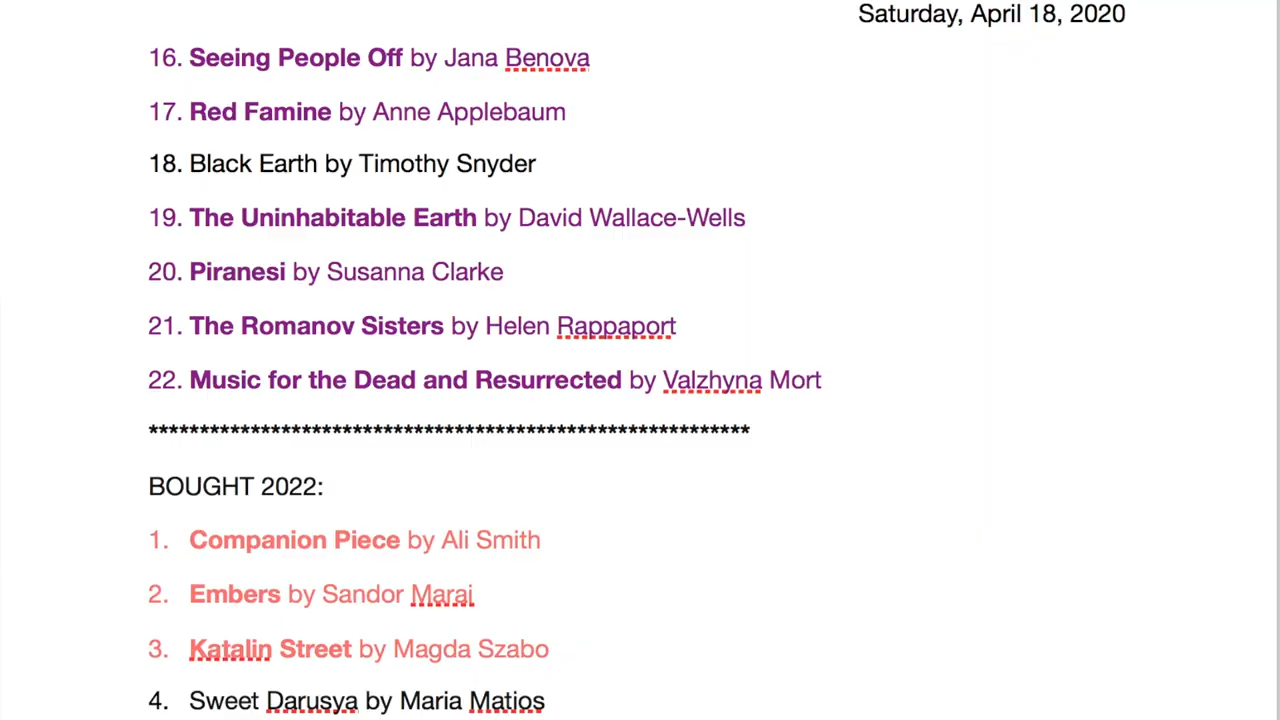 Saturday, April 18, 2020
16. Seeing People Off by Jana Benova
17. Red Famine by Anne Applebaum
18. Black Earth by Timothy Snyder
19. The Uninhabitable Earth by David Wallace-Wells
20. Piranesi by Susanna Clarke
21. The Romanov Sisters by Helen Rappaport
22. Music for the Dead and Resurrected by Valzhyna Mort
***********************************************************
BOUGHT 2022:
1. Companion Piece by Ali Smith
2. Embers by Sandor Marai
3. Katalin Street by Magda Szabo
4. Sweet Darusya by Maria Matios